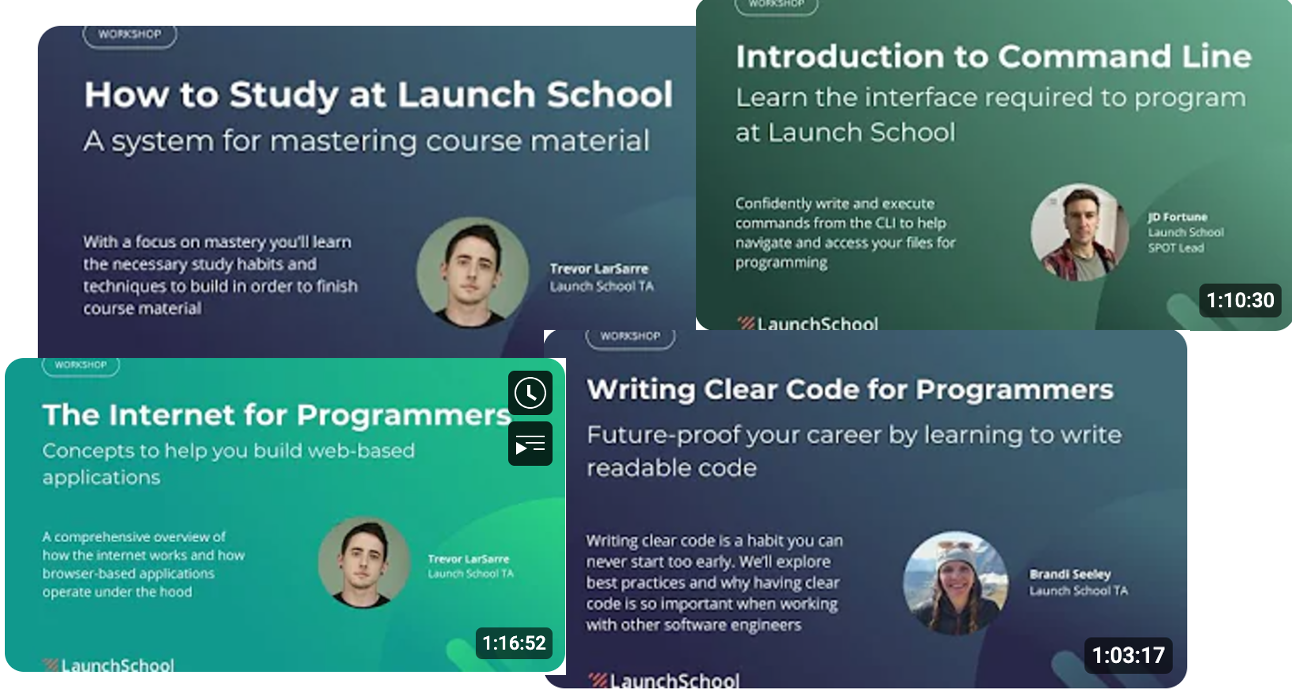 WORKSHOP
How to Study at Launch School
A system for mastering course material
With a focus on mastery you'll learn
the necessary study habits and
techniques to build in order to finish
course material
Trevor LarSarre
Launch School TA
WORKSHOP
Introduction to Command Line
Learn the interface required to program
at Launch School
Confidently write and execute
commands from the CLI to help
navigate and access your files for
programming
JD Fortune
Launch School
SPOT Lead
1:10:30
LaunchSchool
WORKSHOP
The Internet for Programmers
Concepts to help you build web-based
applications
A comprehensive overview of
how the internet works and how
browser-based applications
operate under the hood
Trevor LarSarre
Launch School TA
1:16:52
LaunchSchool
WORKSHOP
Writing Clear Code for Programmers
Future-proof your career by learning to write
readable code
Writing clear code is a habit you can
never start too early. We'll explore
best practices and why having clear
code is so important when working
with other software engineers
Brandi Seeley
Launch School TA
1:03:17
LaunchSchool